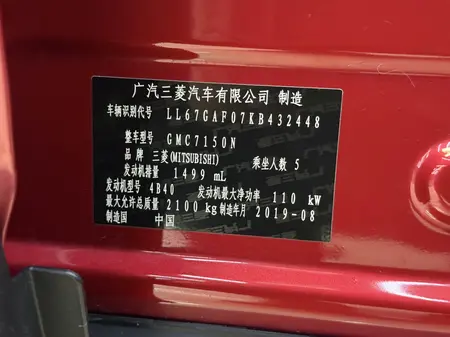 广汽三菱汽车有限公司 制造
车辆识别代号 LL67GAF07KB432448
整车型号 GMC7150N
品牌 三菱(MITSUBISHI) 乘坐人数 5
发动机排量 1499 mL
发动机型号 4B40 发动机最大净功率 110 kW
最大允许总质量 2100 kg 制造年月 2019-08
制造国 中国